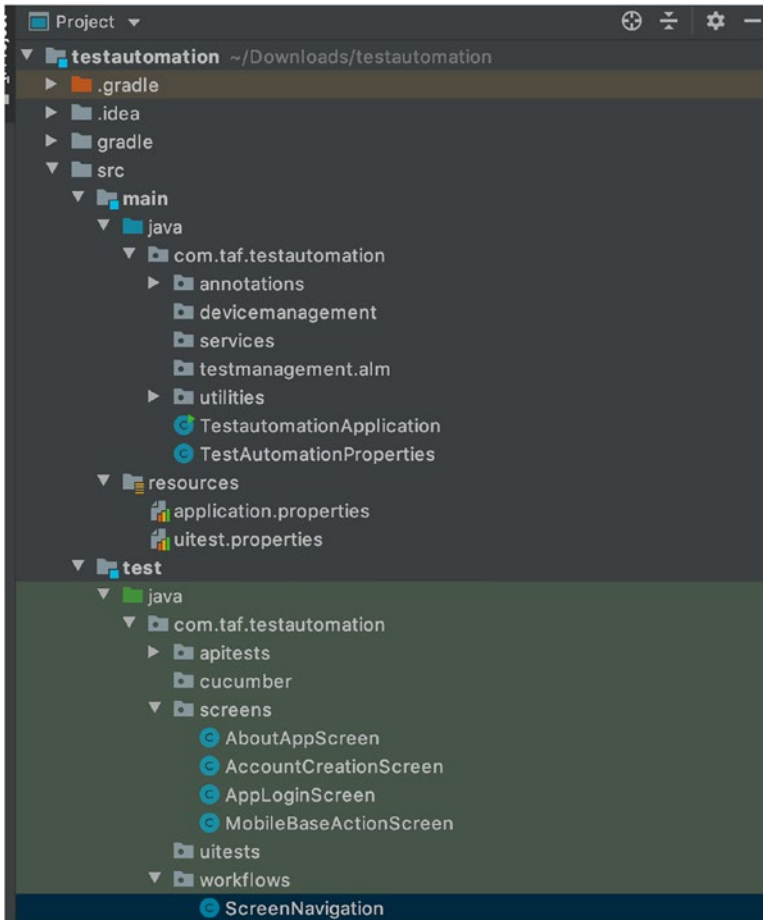 Project
testautomation ~/Downloads/testautomation
.gradle
.idea
gradle
src
main
java
com.taf.testautomation
annotations
devicemanagement
services
testmanagement.alm
utilities
TestautomationApplication
TestAutomationProperties
resources
application.properties
uitest.properties
test
java
com.taf.testautomation
apitests
cucumber
screens
AboutAppScreen
AccountCreationScreen
AppLoginScreen
MobileBaseActionScreen
uitests
workflows
ScreenNavigation